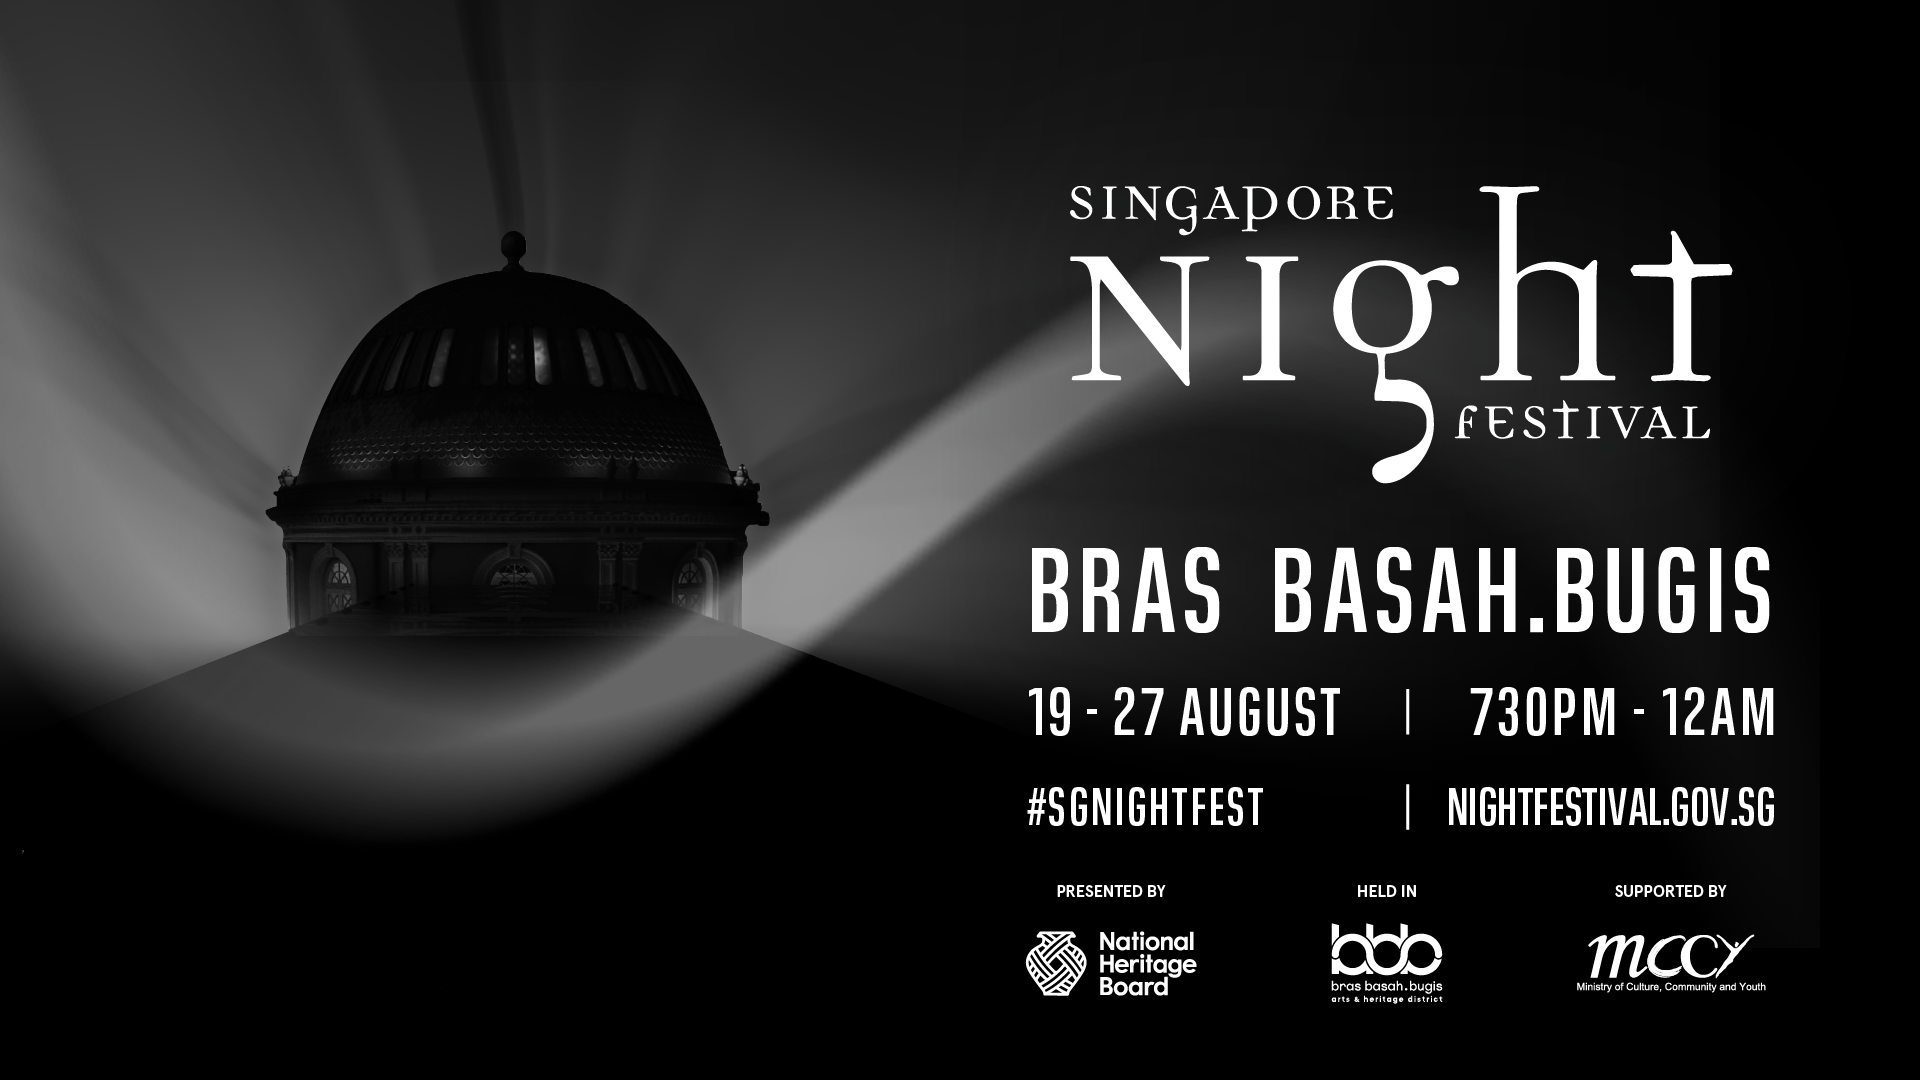 SINGAPORE
NIght
FESTIVAL
BRAS BASAH.BUGIS
19 - 27 AUGUST | 730PM - 12AM
#SGNIGHTFEST | NIGHTFESTIVAL.GOV.SG
PRESENTED BY
National
Heritage
Board
HELD IN
bbb
bras basah.bugis
arts & heritage district
SUPPORTED BY
mccy
Ministry of Culture, Community and Youth